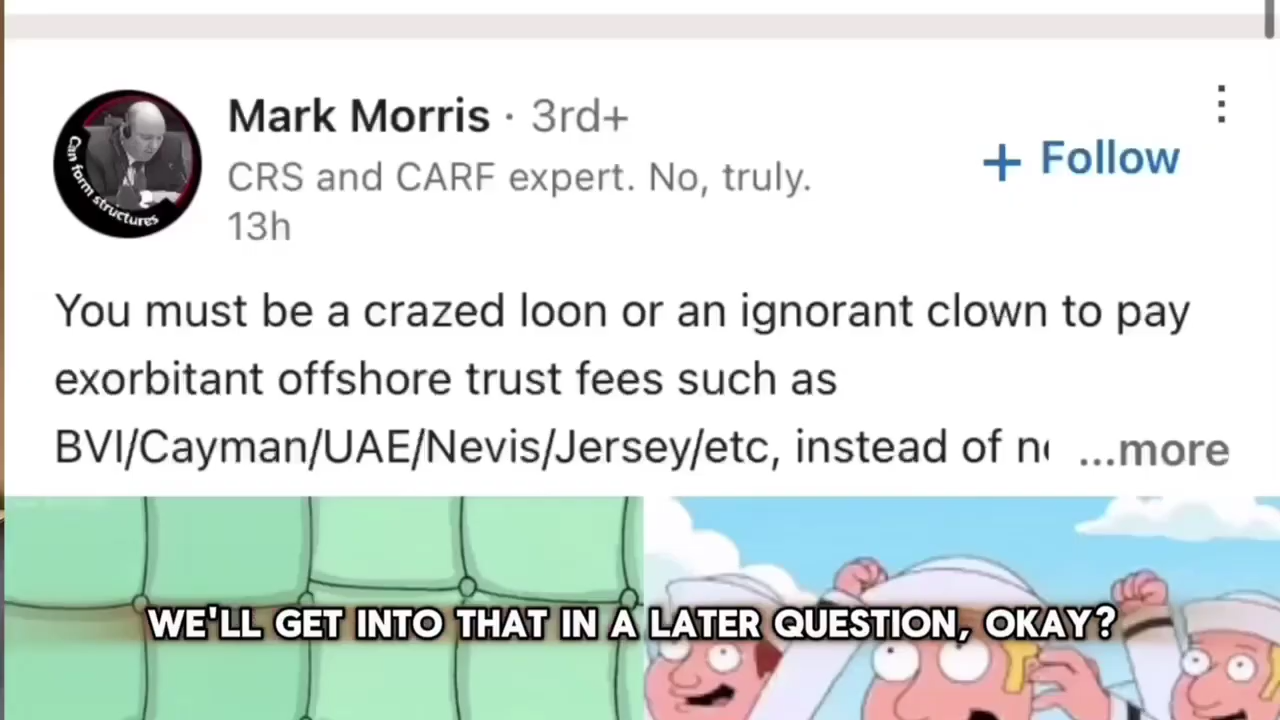 Mark Morris · 3rd+
CRS and CARF expert. No, truly.
13h
+ Follow
Can form structures
You must be a crazed loon or an ignorant clown to pay
exorbitant offshore trust fees such as
BVI/Cayman/UAE/Nevis/Jersey/etc, instead of
...more
WE'LL GET INTO THAT IN A LATER QUESTION, OKAY?